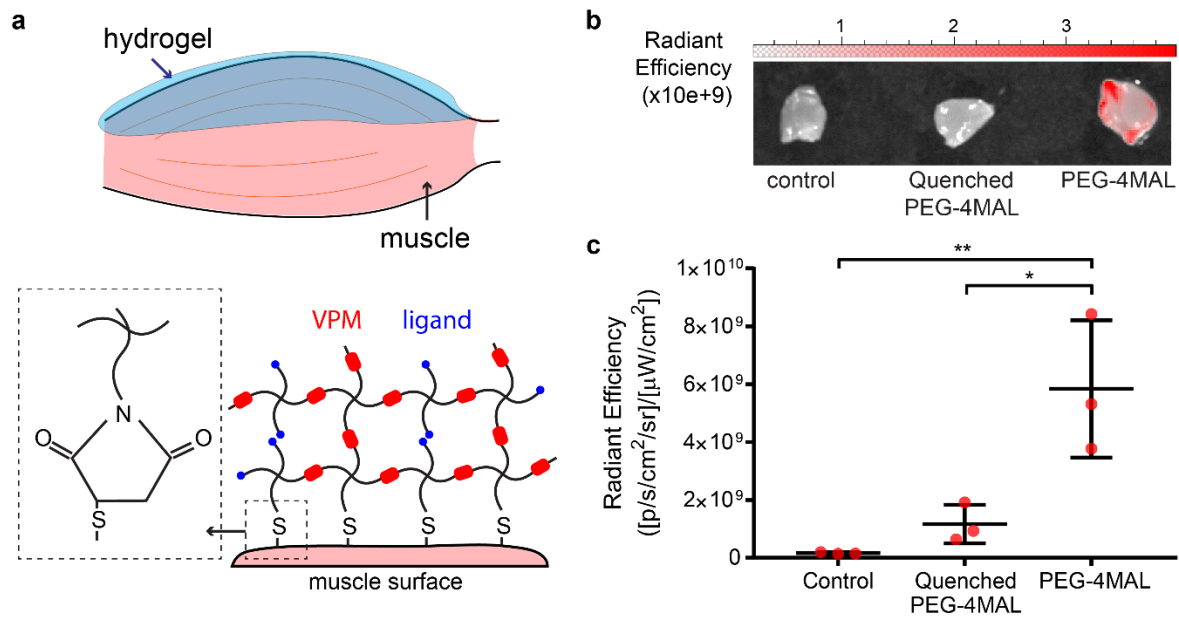 a
hydrogel
muscle
VPM ligand
N
O O
S
S S S S
muscle surface
b
Radiant
Efficiency
(x10e+9)
1 2 3
control
Quenched
PEG-4MAL
PEG-4MAL
c
**
*
Radiant Efficiency
([p/s/cm²/sr]/[µW/cm²])
1×10¹⁰
8×10⁹
6×10⁹
4×10⁹
2×10⁹
0
Control
Quenched
PEG-4MAL
PEG-4MAL